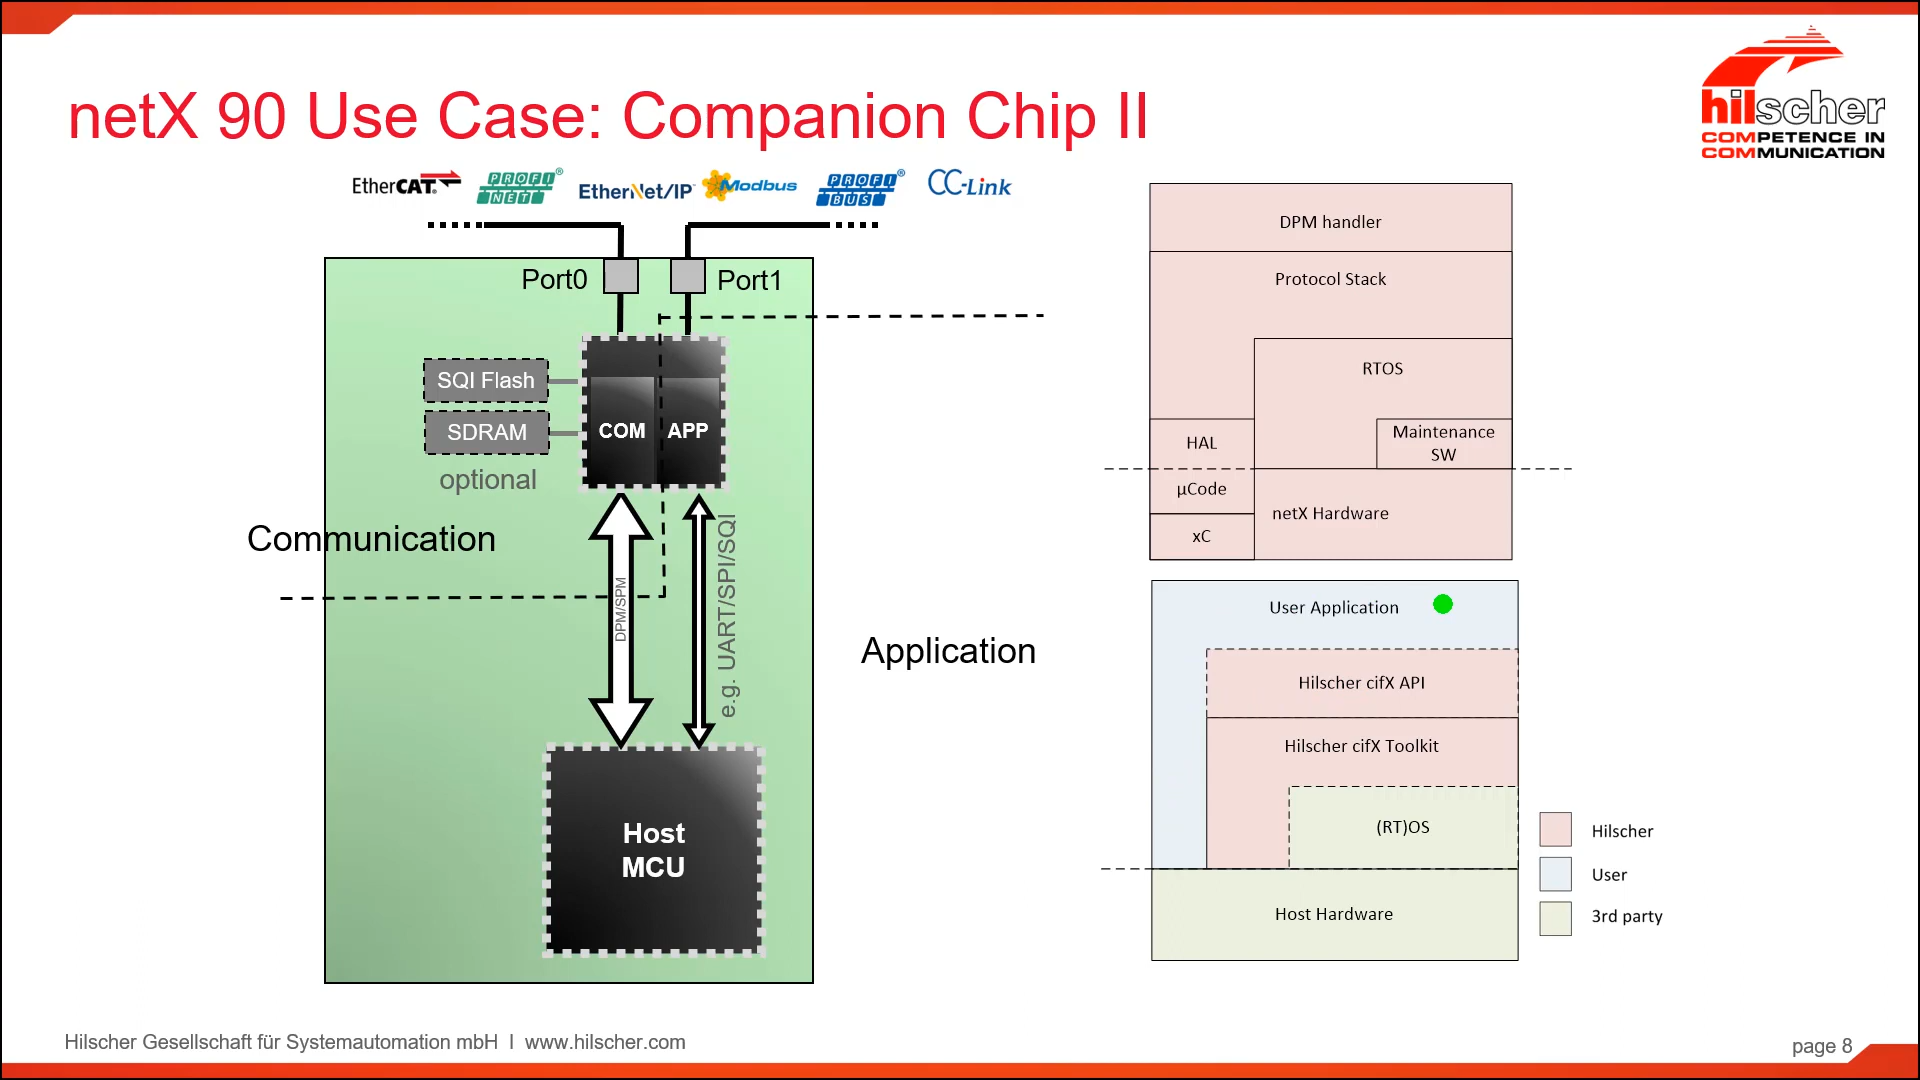 netX 90 Use Case: Companion Chip II
hilscher
COMPETENCE IN
COMMUNICATION
EtherCAT®
PROFI®
NET
EtherNet/IP
Modbus
PROFI®
BUS
CC-Link
Port0
Port1
SQI Flash
SDRAM
optional
COM
APP
Communication
DPM/SPM
e.g. UART/SPI/SQI
Application
Host
MCU
DPM handler
Protocol Stack
RTOS
HAL
Maintenance
SW
µCode
netX Hardware
xC
User Application
Hilscher cifX API
Hilscher cifX Toolkit
(RT)OS
Host Hardware
Hilscher
User
3rd party
Hilscher Gesellschaft für Systemautomation mbH I www.hilscher.com
page 8